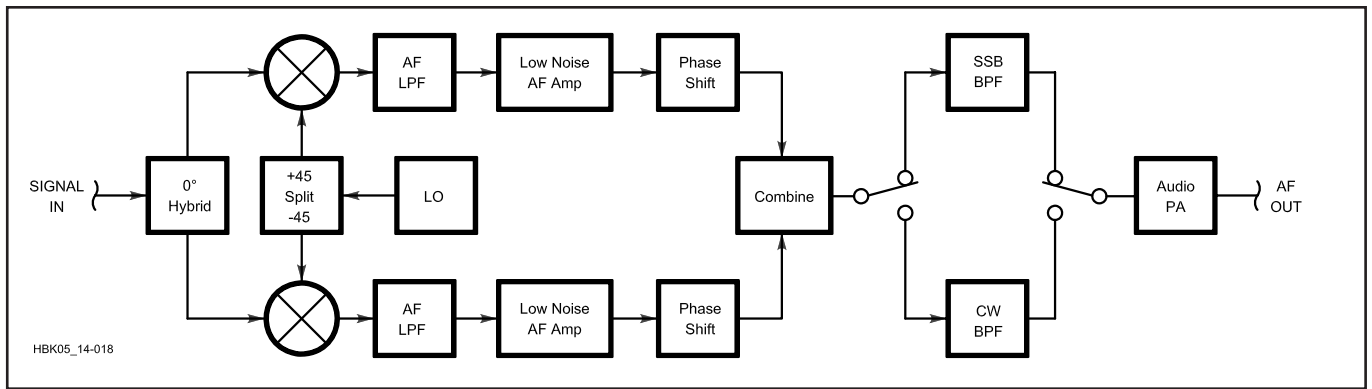 AF
LPF
Low Noise
AF Amp
Phase
Shift
SSB
BPF
SIGNAL
IN
0°
Hybrid
+45
Split
-45
LO
Combine
Audio
PA
AF
OUT
AF
LPF
Low Noise
AF Amp
Phase
Shift
CW
BPF
HBK05_14-018